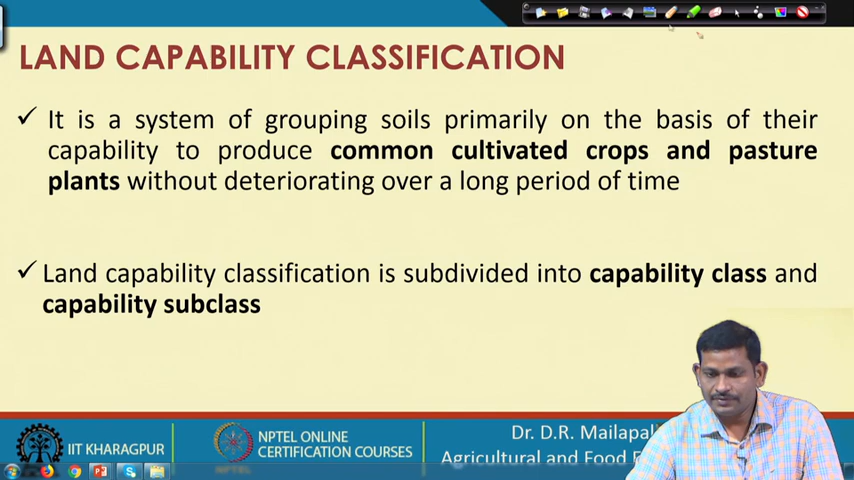 LAND CAPABILITY CLASSIFICATION
✓ It is a system of grouping soils primarily on the basis of their
capability to produce common cultivated crops and pasture
plants without deteriorating over a long period of time
✓ Land capability classification is subdivided into capability class and
capability subclass
IIT KHARAGPUR
NPTEL ONLINE
CERTIFICATION COURSES
NPTEL
Dr. D.R. Mailapal
Agricultural and Food